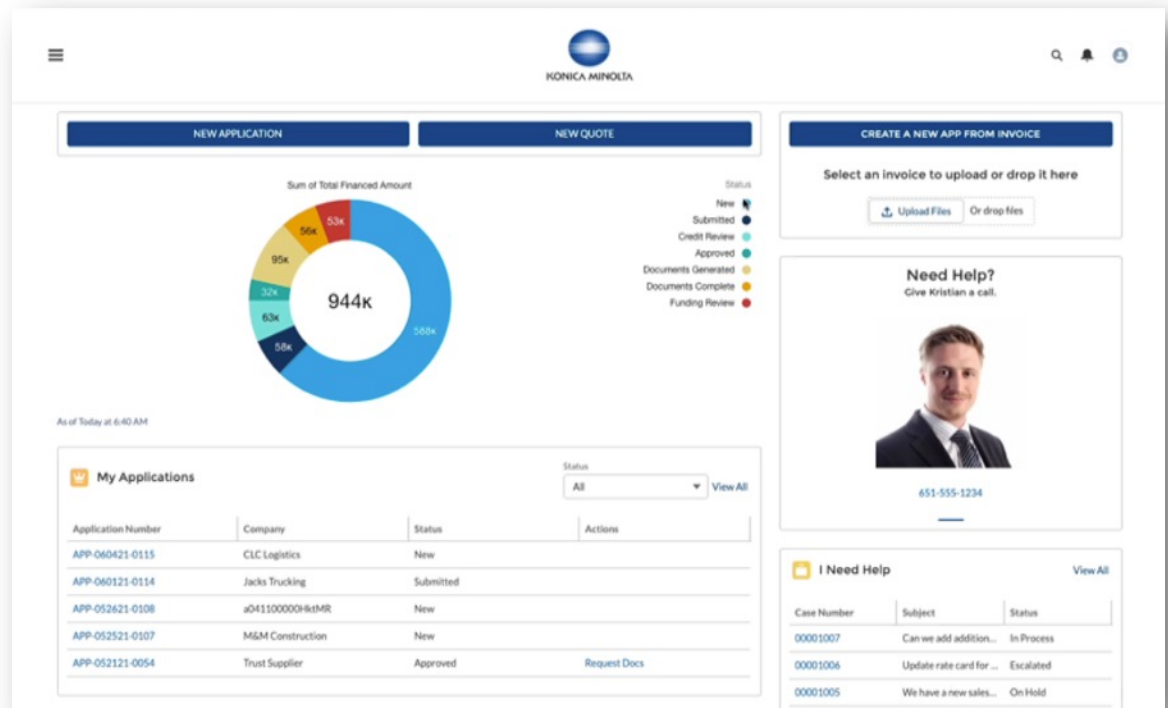 KONICA MINOLTA
NEW APPLICATION
NEW QUOTE
Sum of Total Financed Amount
Status
New
Submitted
Credit Review
Approved
Documents Generated
Documents Complete
Funding Review
53K
56K
95K
32K
63K
58K
588K
944K
As of Today at 6:40 AM
My Applications
Status
All
View All
Application Number Company Status Actions
APP-060421-0115 CLC Logistics New
APP-060121-0114 Jacks Trucking Submitted
APP-052621-0108 a041100000HktMR New
APP-052521-0107 M&M Construction New
APP-052121-0054 Trust Supplier Approved Request Docs
CREATE A NEW APP FROM INVOICE
Select an invoice to upload or drop it here
Upload Files Or drop files
Need Help?
Give Kristian a call.
651-555-1234
I Need Help
View All
Case Number Subject Status
00001007 Can we add addition... In Process
00001006 Update rate card for ... Escalated
00001005 We have a new sales... On Hold